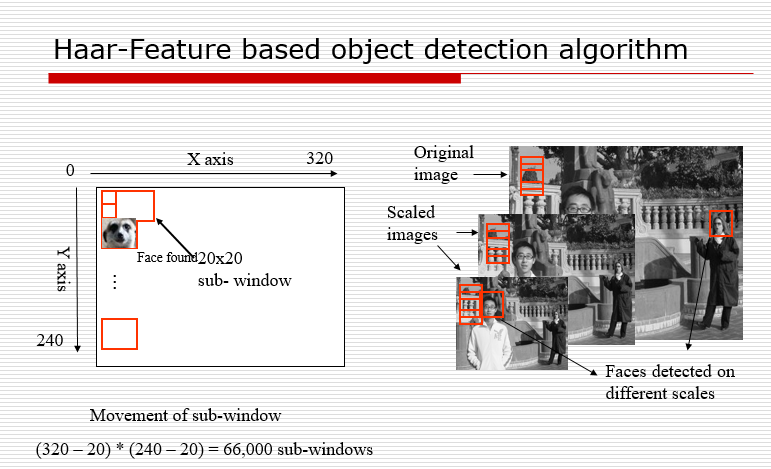 Haar-Feature based object detection algorithm
0
X axis
320
Y axis
Face found
20x20
sub- window
⋮
240
Movement of sub-window
(320 – 20) * (240 – 20) = 66,000 sub-windows
Original
image
Scaled
images
Faces detected on
different scales